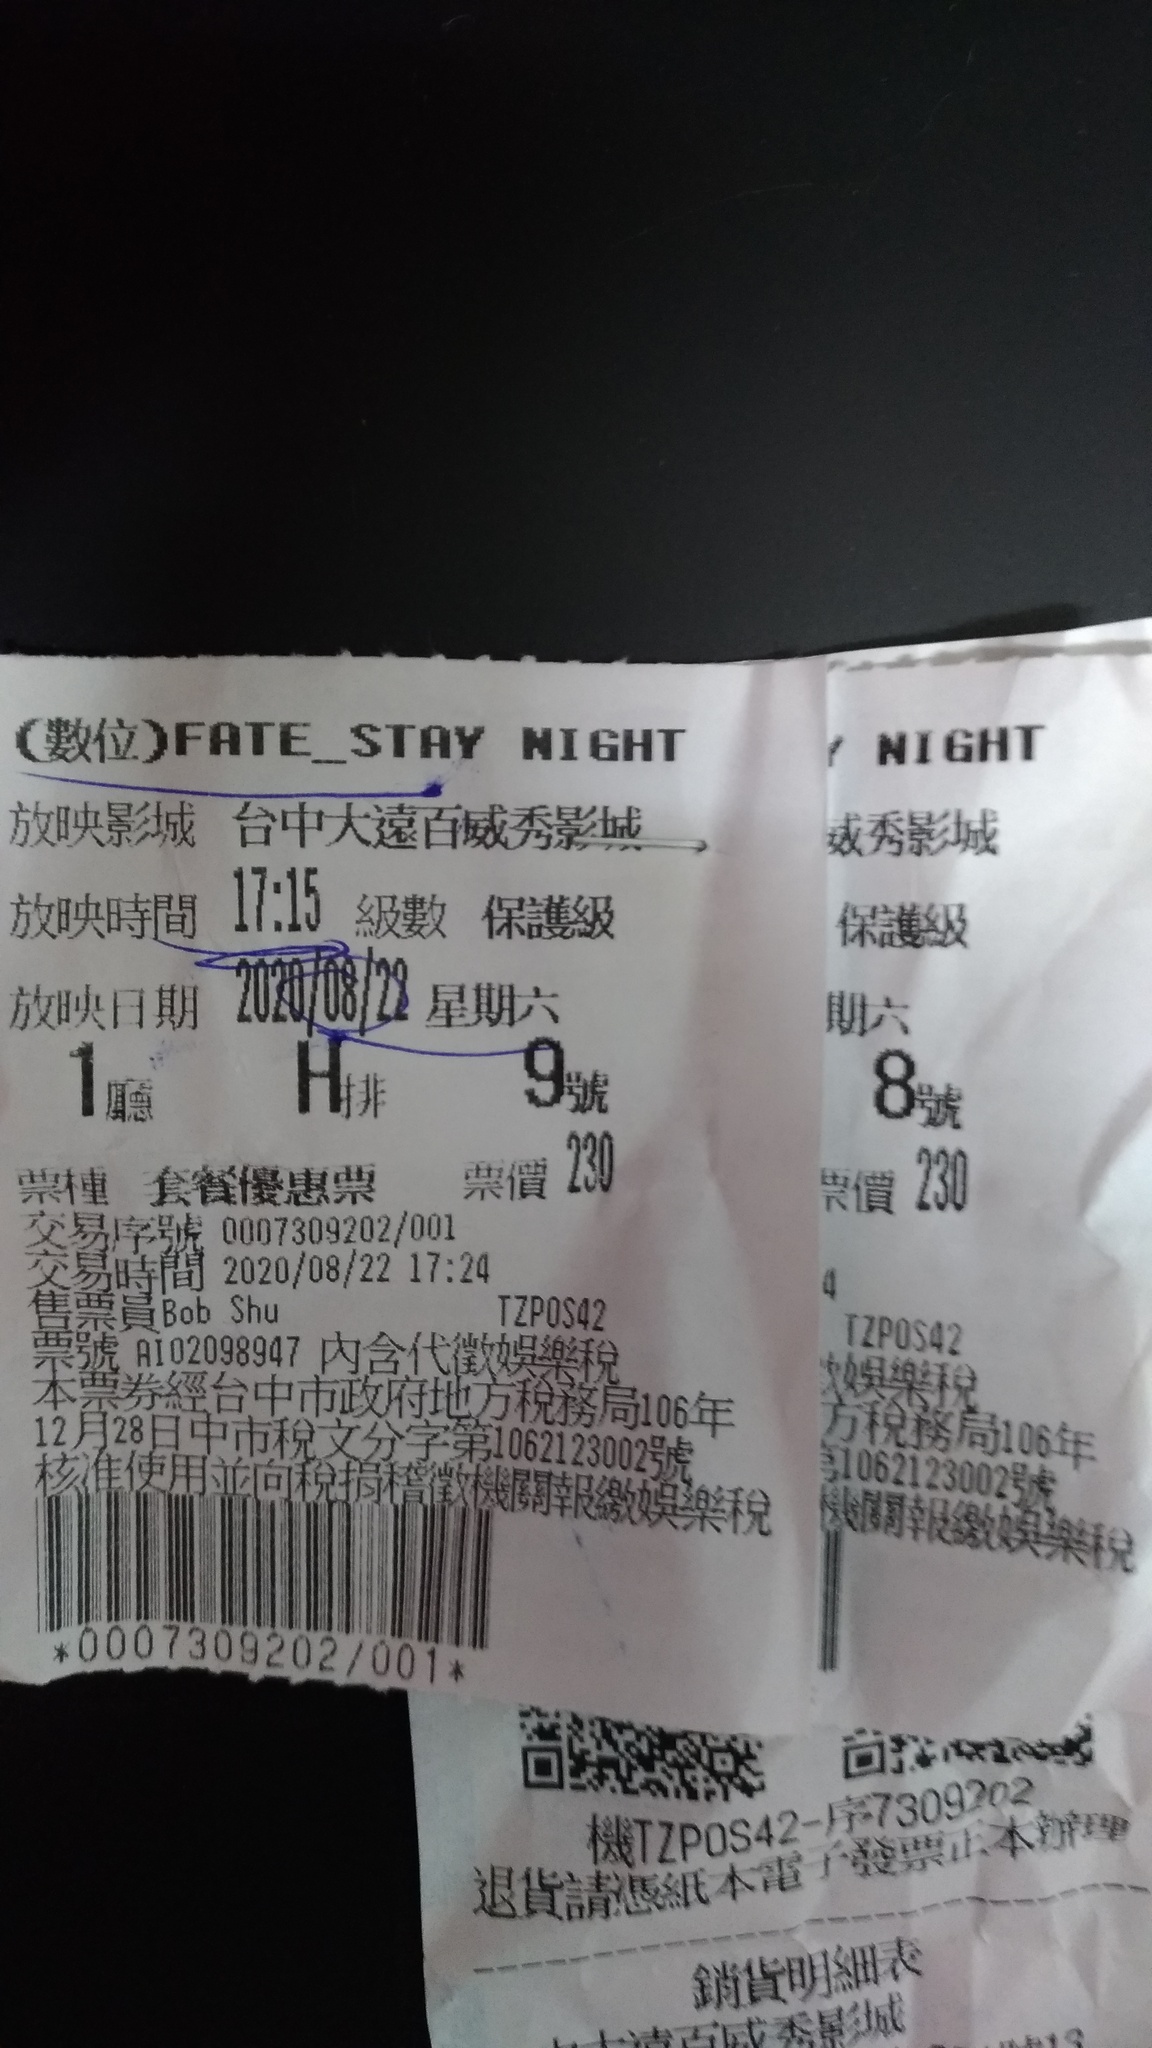 (數位)FATE_STAY NIGHT
放映影城 台中大遠百威秀影城
放映時間 17:15 級數 保護級
放映日期 2020/08/22 星期六
1廳 H排 9號
票種 套餐優惠票 票價 230
交易序號 0007309202/001
交易時間 2020/08/22 17:24
售票員Bob Shu TZPOS42
票號 AI02098947 內含代徵娛樂稅
本票券經台中市政府地方稅務局106年
12月28日中市稅文分字第1062123002號
核准使用並向稅捐稽徵機關報繳娛樂稅
*0007309202/001*
Y NIGHT
威秀影城
保護級
期六
8號
票價 230
4
TZPOS42
娛樂稅
方稅務局106年
1062123002號
機關報繳娛樂稅
機TZPOS42-序7309202
退貨請憑紙本電子發票正本辦理
銷貨明細表
大遠百威秀影城